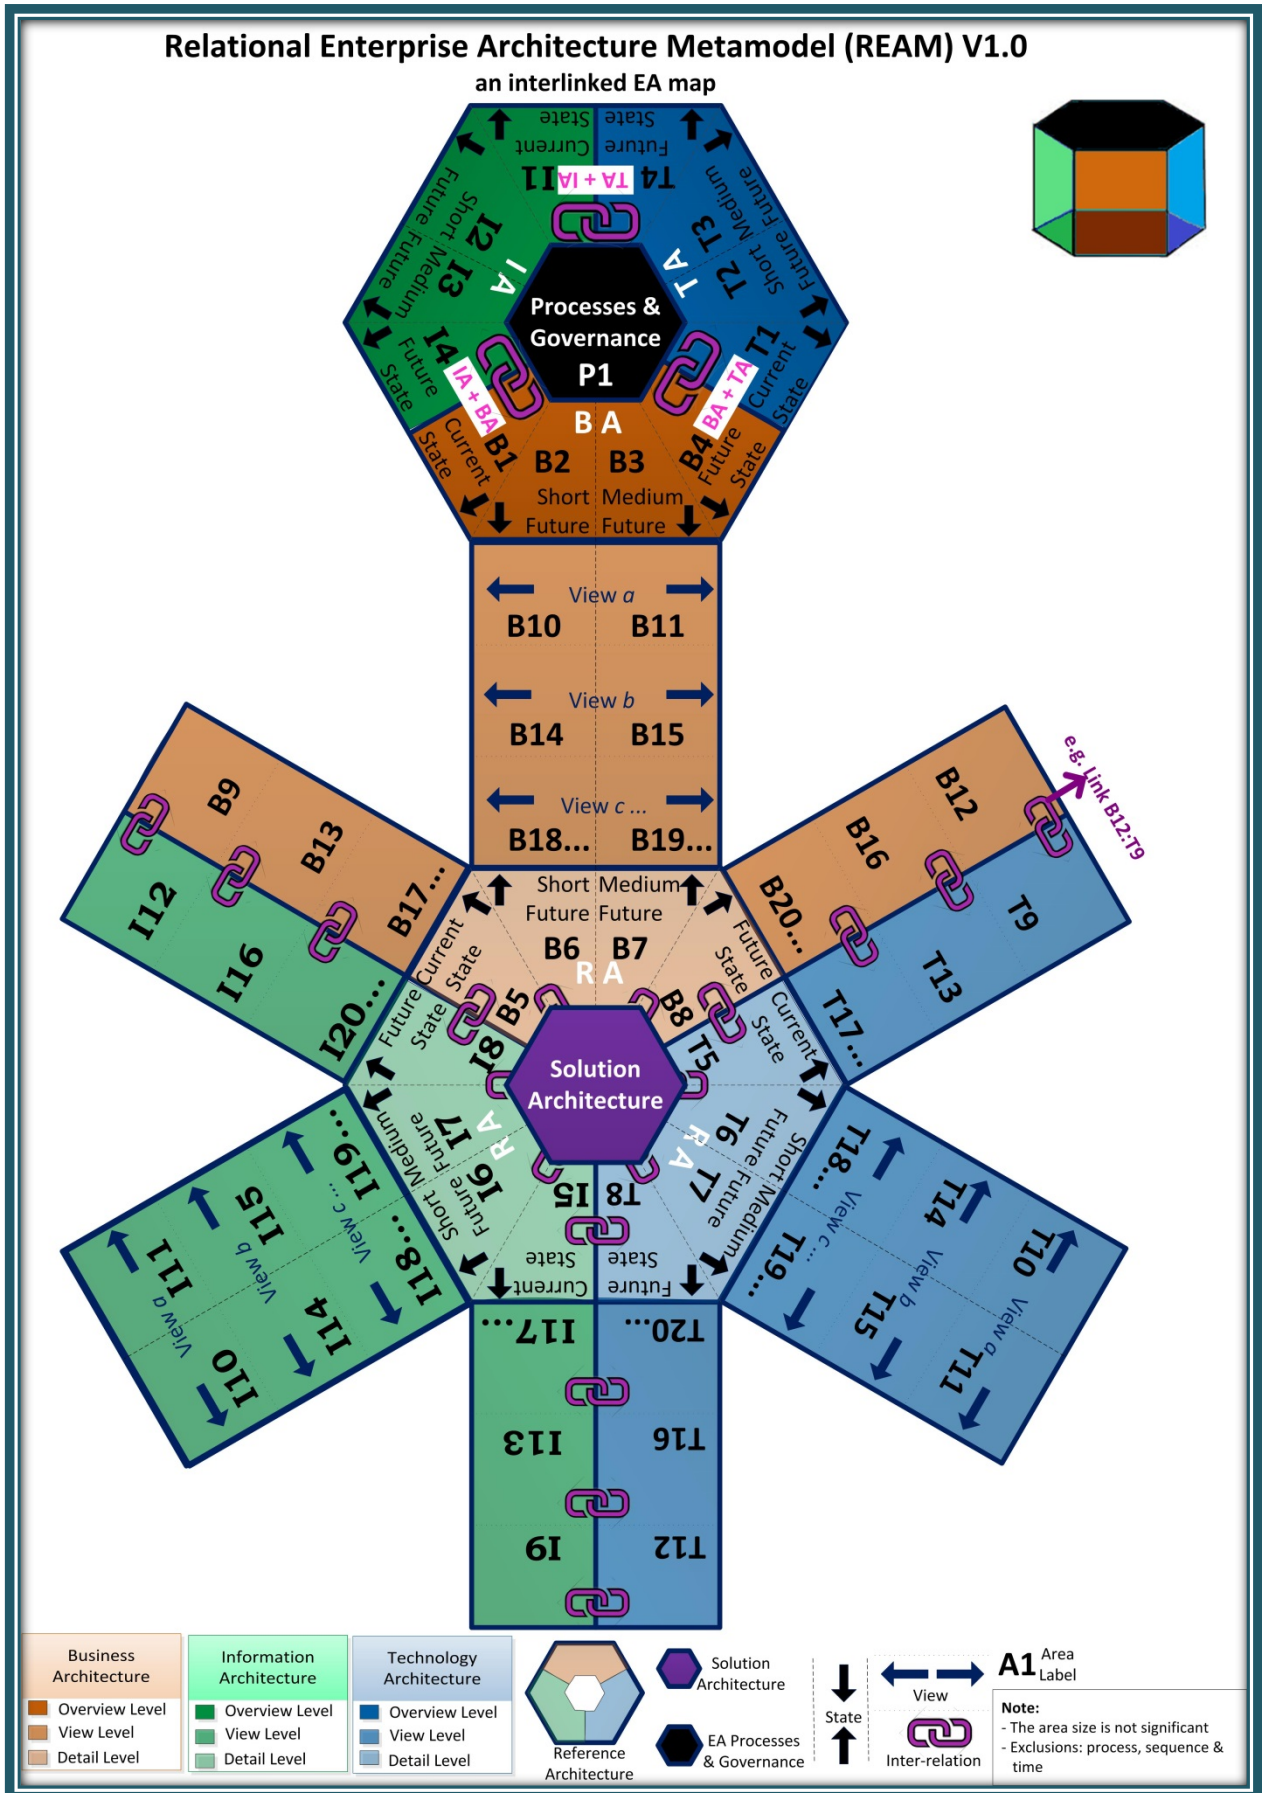 Relational Enterprise Architecture Metamodel (REAM) V1.0
an interlinked EA map
Current
State
I1
Future
State
T4
TA + IA
Short
Future
I2
Medium
Future
I3
I A
Future
State
I4
Medium
Future
T3
Short
Future
T2
T A
Current
State
T1
Processes &
Governance
P1
IA + BA
BA + TA
B A
Current
State
B1
B2
Short
Future
B3
Medium
Future
B4
Future
State
View a
B10
B11
View b
B14
B15
View c ...
B18...
B19...
B9
B13
B17...
I12
I16
I20...
B12
B16
B20...
T9
T13
T17...
e.g. Link B12:T9
Short
Future
B6
Medium
Future
B7
R A
Current
State
B5
Future
State
B8
Future
State
I8
Current
State
T5
Solution
Architecture
Medium
Future
I7
Short
Future
I6
R A
Current
State
I5
Short
Future
T6
Medium
Future
T7
R A
Future
State
T8
I19...
View c ...
I18...
I15
View b
I14
I11
View a
I10
T18...
View c ...
T19...
T14
View b
T15
T10
View a
T11
I17...
T20...
I13
T16
I9
T12
Business
Architecture
Overview Level
View Level
Detail Level
Information
Architecture
Overview Level
View Level
Detail Level
Technology
Architecture
Overview Level
View Level
Detail Level
Reference
Architecture
Solution
Architecture
EA Processes
& Governance
State
View
Inter-relation
A1 Area
Label
Note:
- The area size is not significant
- Exclusions: process, sequence &
time